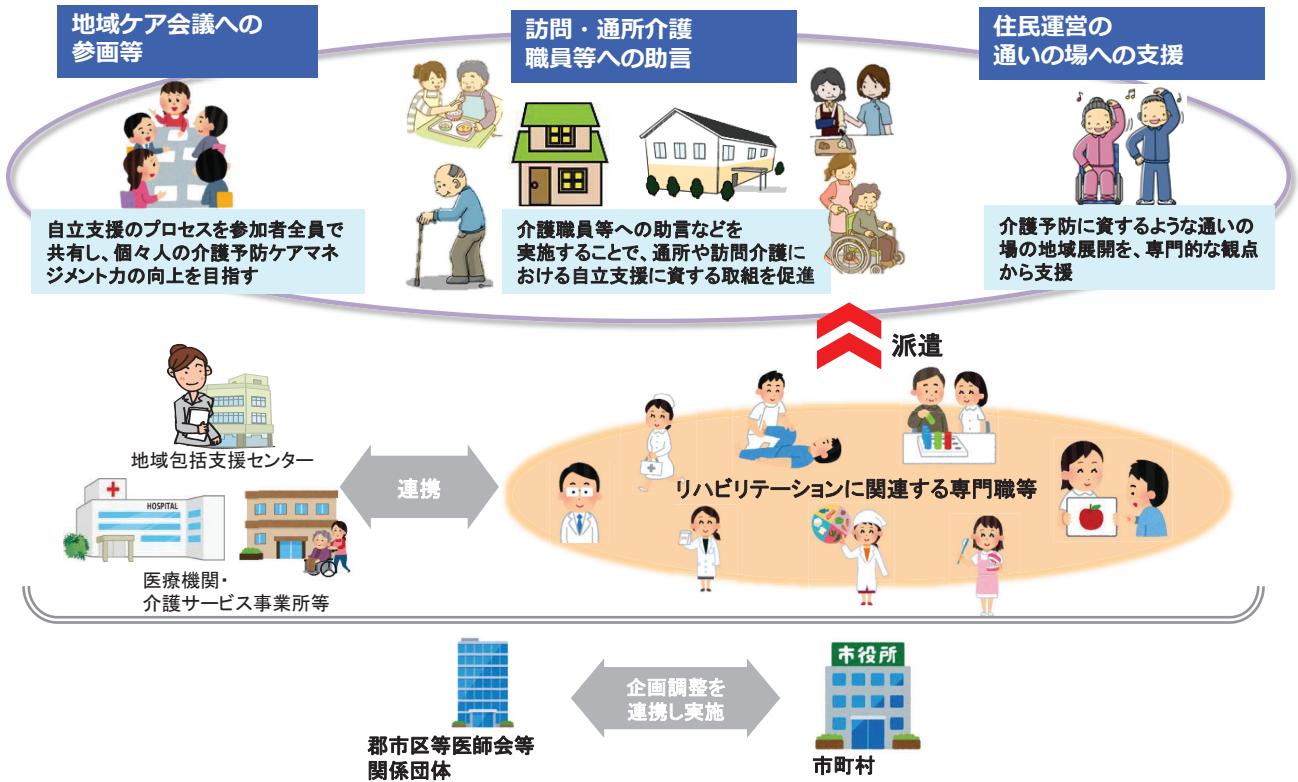 地域ケア会議への
参画等
訪問・通所介護
職員等への助言
住民運営の
通いの場への支援
自立支援のプロセスを参加者全員で
共有し、個々人の介護予防ケアマネ
ジメント力の向上を目指す
介護職員等への助言などを
実施することで、通所や訪問介護に
おける自立支援に資する取組を促進
介護予防に資するような通いの
場の地域展開を、専門的な観点
から支援
派遣
地域包括支援センター
連携
リハビリテーションに関連する専門職等
HOSPITAL
医療機関・
介護サービス事業所等
市役所
企画調整を
連携し実施
郡市区等医師会等
関係団体
市町村